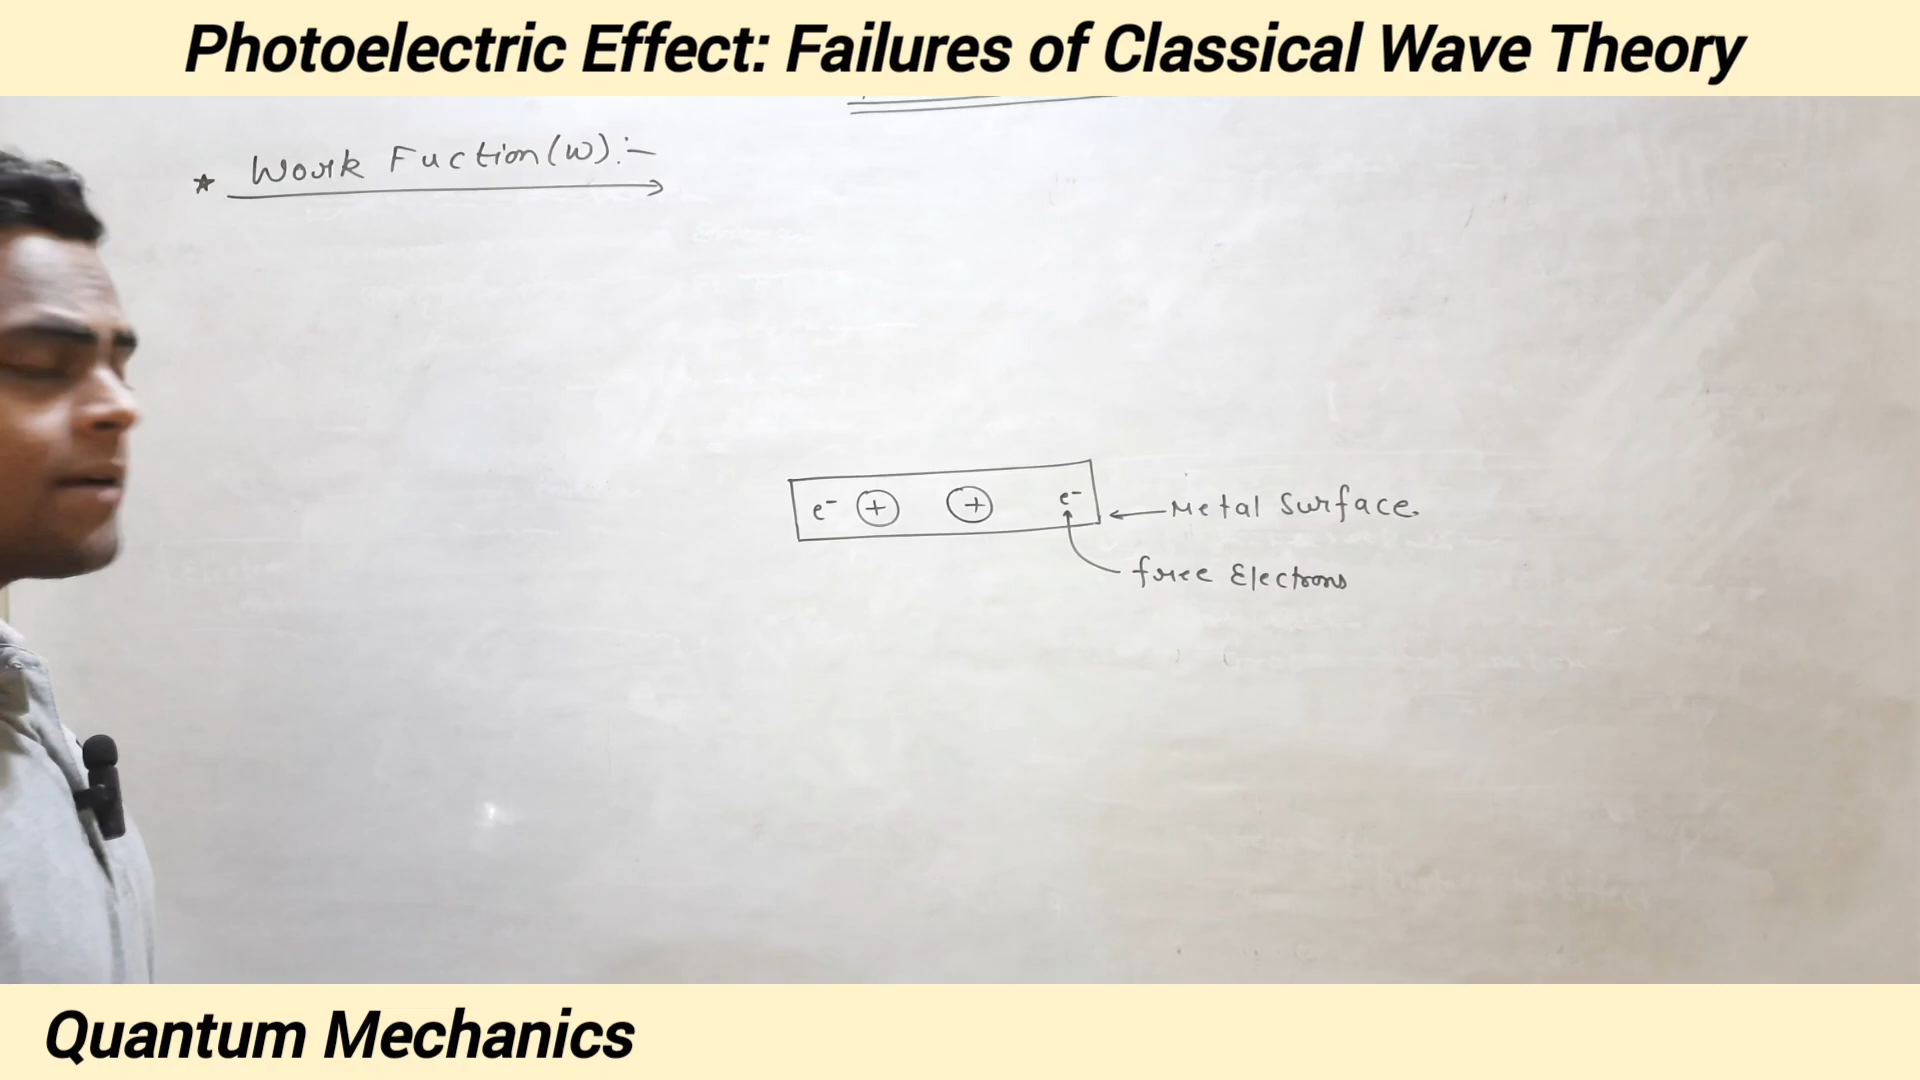 Photoelectric Effect: Failures of Classical Wave Theory
★ Work Fuction(W):-
e⁻ + + e⁻
Metal Surface.
free Electrons
Quantum Mechanics